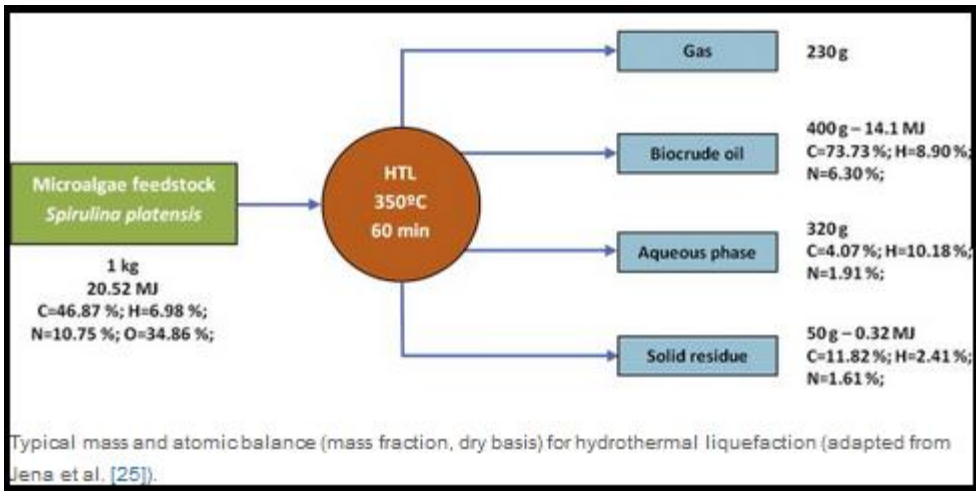 Gas
230 g
Biocrude oil
400 g – 14.1 MJ
C=73.73 %; H=8.90 %;
N=6.30 %;
Microalgae feedstock
Spirulina platensis
HTL
350ºC
60 min
Aqueous phase
320 g
C=4.07 %; H=10.18 %;
N=1.91 %;
1 kg
20.52 MJ
C=46.87 %; H=6.98 %;
N=10.75 %; O=34.86 %;
Solid residue
50 g – 0.32 MJ
C=11.82 %; H=2.41 %
N=1.61 %;
Typical mass and atomic balance (mass fraction, dry basis) for hydrothermal liquefaction (adapted from
Jena et al. [25]).